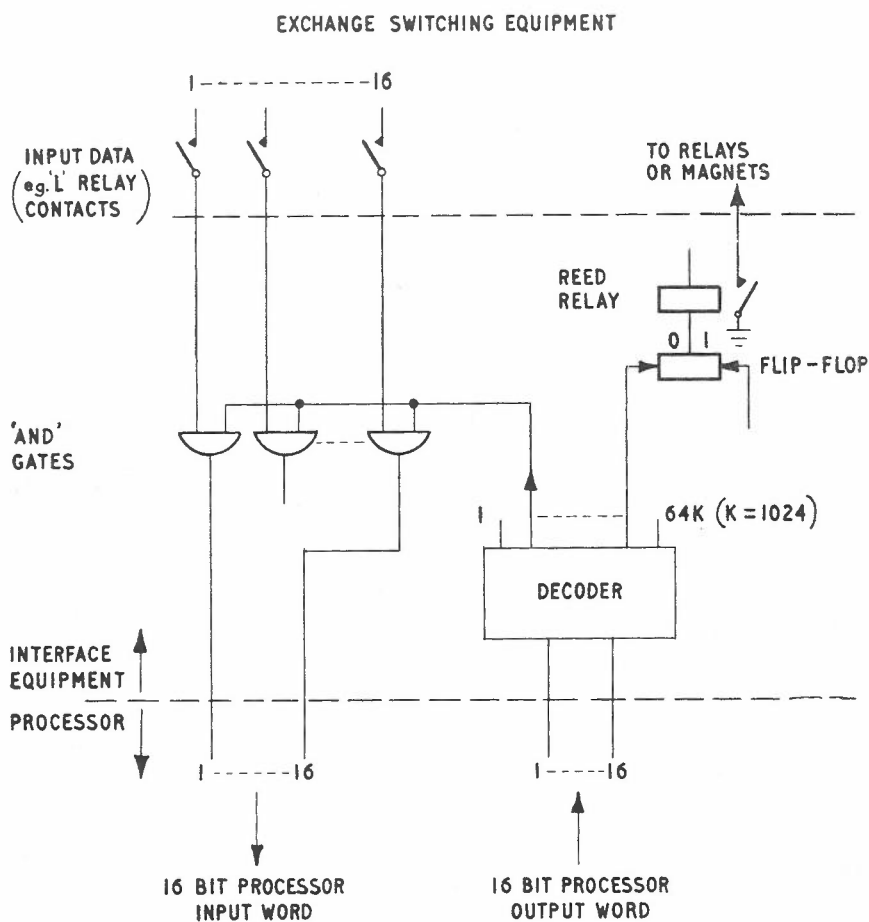 EXCHANGE SWITCHING EQUIPMENT
1 16
INPUT DATA
(eg. 'L' RELAY
CONTACTS)
TO RELAYS
OR MAGNETS
REED
RELAY
0 1
FLIP-FLOP
'AND'
GATES
1 64K (K=1024)
DECODER
INTERFACE
EQUIPMENT
PROCESSOR
1 16
1 16
16 BIT PROCESSOR
INPUT WORD
16 BIT PROCESSOR
OUTPUT WORD